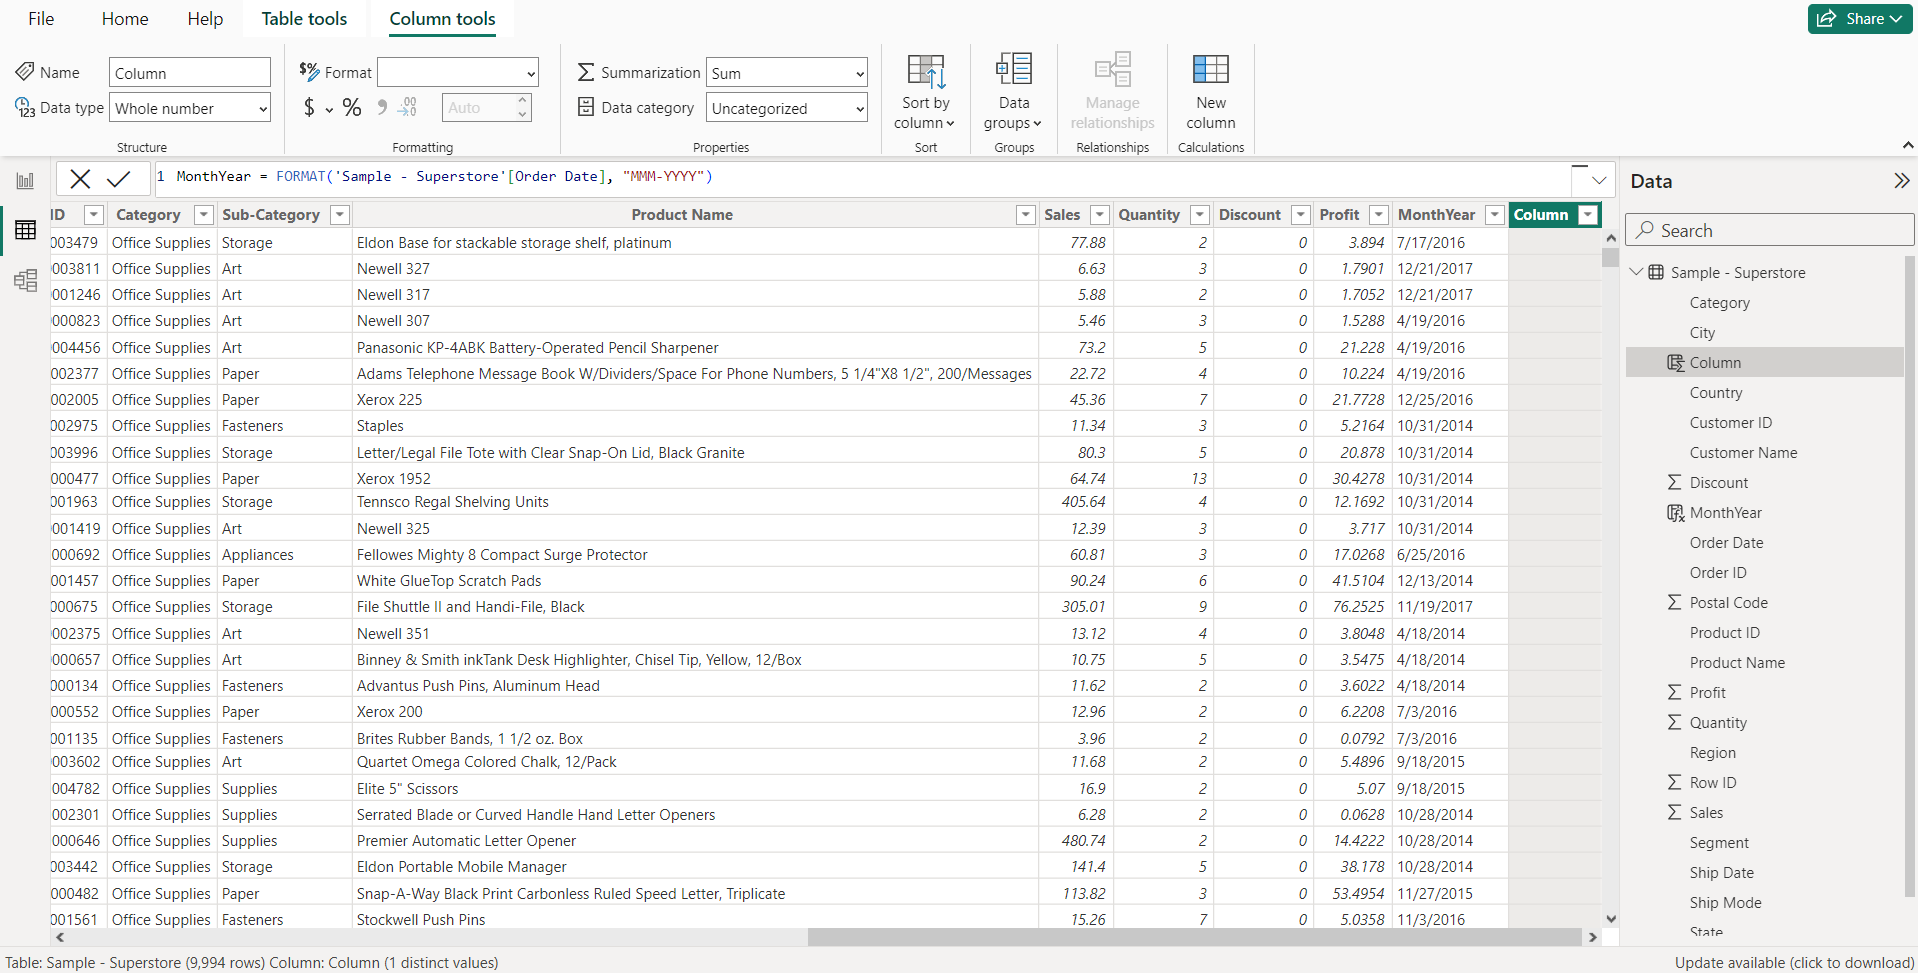 File Home Help Table tools Column tools Share
Name Column $% Format Summarization Sum
Data type Whole number $ % Auto Data category Uncategorized
Sort by column Data groups Manage relationships New column
Structure Formatting Properties Sort Groups Relationships Calculations
1 MonthYear = FORMAT('Sample - Superstore'[Order Date], "MMM-YYYY")
ID Category Sub-Category Product Name Sales Quantity Discount Profit MonthYear Column
003479 Office Supplies Storage Eldon Base for stackable storage shelf, platinum 77.88 2 0 3.894 7/17/2016
003811 Office Supplies Art Newell 327 6.63 3 0 1.7901 12/21/2017
001246 Office Supplies Art Newell 317 5.88 2 0 1.7052 12/21/2017
000823 Office Supplies Art Newell 307 5.46 3 0 1.5288 4/19/2016
004456 Office Supplies Art Panasonic KP-4ABK Battery-Operated Pencil Sharpener 73.2 5 0 21.228 4/19/2016
002377 Office Supplies Paper Adams Telephone Message Book W/Dividers/Space For Phone Numbers, 5 1/4"X8 1/2", 200/Messages 22.72 4 0 10.224 4/19/2016
002005 Office Supplies Paper Xerox 225 45.36 7 0 21.7728 12/25/2016
002975 Office Supplies Fasteners Staples 11.34 3 0 5.2164 10/31/2014
003996 Office Supplies Storage Letter/Legal File Tote with Clear Snap-On Lid, Black Granite 80.3 5 0 20.878 10/31/2014
000477 Office Supplies Paper Xerox 1952 64.74 13 0 30.4278 10/31/2014
001963 Office Supplies Storage Tennsco Regal Shelving Units 405.64 4 0 12.1692 10/31/2014
001419 Office Supplies Art Newell 325 12.39 3 0 3.717 10/31/2014
000692 Office Supplies Appliances Fellowes Mighty 8 Compact Surge Protector 60.81 3 0 17.0268 6/25/2016
001457 Office Supplies Paper White GlueTop Scratch Pads 90.24 6 0 41.5104 12/13/2014
000675 Office Supplies Storage File Shuttle II and Handi-File, Black 305.01 9 0 76.2525 11/19/2017
002375 Office Supplies Art Newell 351 13.12 4 0 3.8048 4/18/2014
000657 Office Supplies Art Binney & Smith inkTank Desk Highlighter, Chisel Tip, Yellow, 12/Box 10.75 5 0 3.5475 4/18/2014
000134 Office Supplies Fasteners Advantus Push Pins, Aluminum Head 11.62 2 0 3.6022 4/18/2014
000552 Office Supplies Paper Xerox 200 12.96 2 0 6.2208 7/3/2016
001135 Office Supplies Fasteners Brites Rubber Bands, 1 1/2 oz. Box 3.96 2 0 0.0792 7/3/2016
003602 Office Supplies Art Quartet Omega Colored Chalk, 12/Pack 11.68 2 0 5.4896 9/18/2015
004782 Office Supplies Supplies Elite 5" Scissors 16.9 2 0 5.07 9/18/2015
002301 Office Supplies Supplies Serrated Blade or Curved Handle Hand Letter Openers 6.28 2 0 0.0628 10/28/2014
000646 Office Supplies Supplies Premier Automatic Letter Opener 480.74 2 0 14.4222 10/28/2014
003442 Office Supplies Storage Eldon Portable Mobile Manager 141.4 5 0 38.178 10/28/2014
000482 Office Supplies Paper Snap-A-Way Black Print Carbonless Ruled Speed Letter, Triplicate 113.82 3 0 53.4954 11/27/2015
001561 Office Supplies Fasteners Stockwell Push Pins 15.26 7 0 5.0358 11/3/2016
Data
Search
Sample - Superstore
Category
City
Column
Country
Customer ID
Customer Name
Discount
MonthYear
Order Date
Order ID
Postal Code
Product ID
Product Name
Profit
Quantity
Region
Row ID
Sales
Segment
Ship Date
Ship Mode
State
Table: Sample - Superstore (9,994 rows) Column: Column (1 distinct values) Update available (click to download)